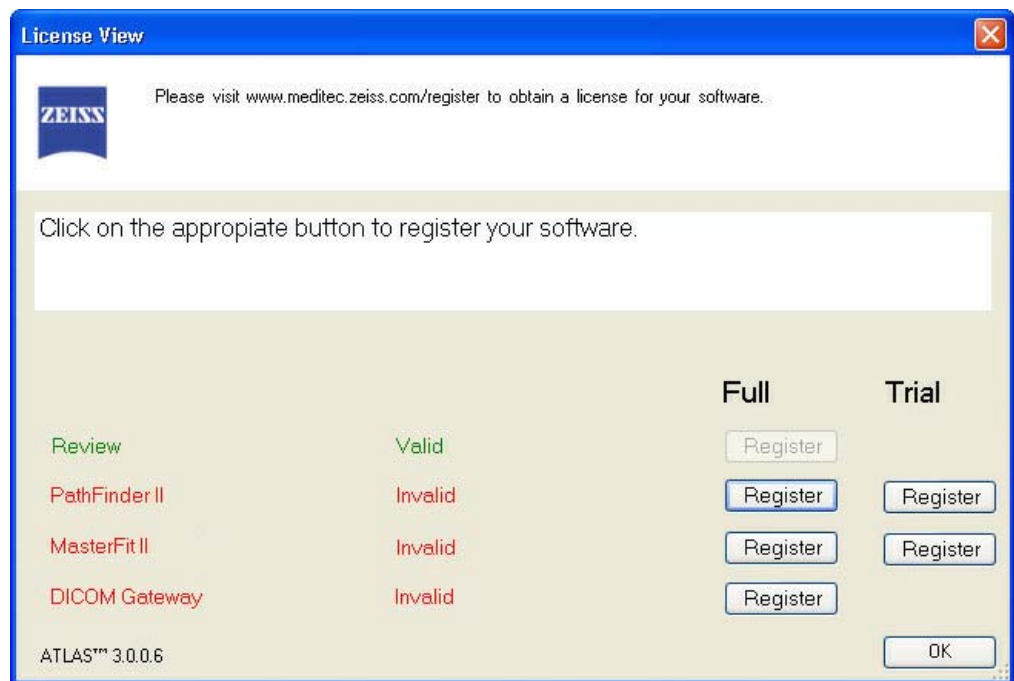 License View
ZEISS
Please visit www.meditec.zeiss.com/register to obtain a license for your software.
Click on the appropiate button to register your software.
Full Trial
Review Valid Register
PathFinder II Invalid Register Register
MasterFit II Invalid Register Register
DICOM Gateway Invalid Register
ATLAS™ 3.0.0.6 OK